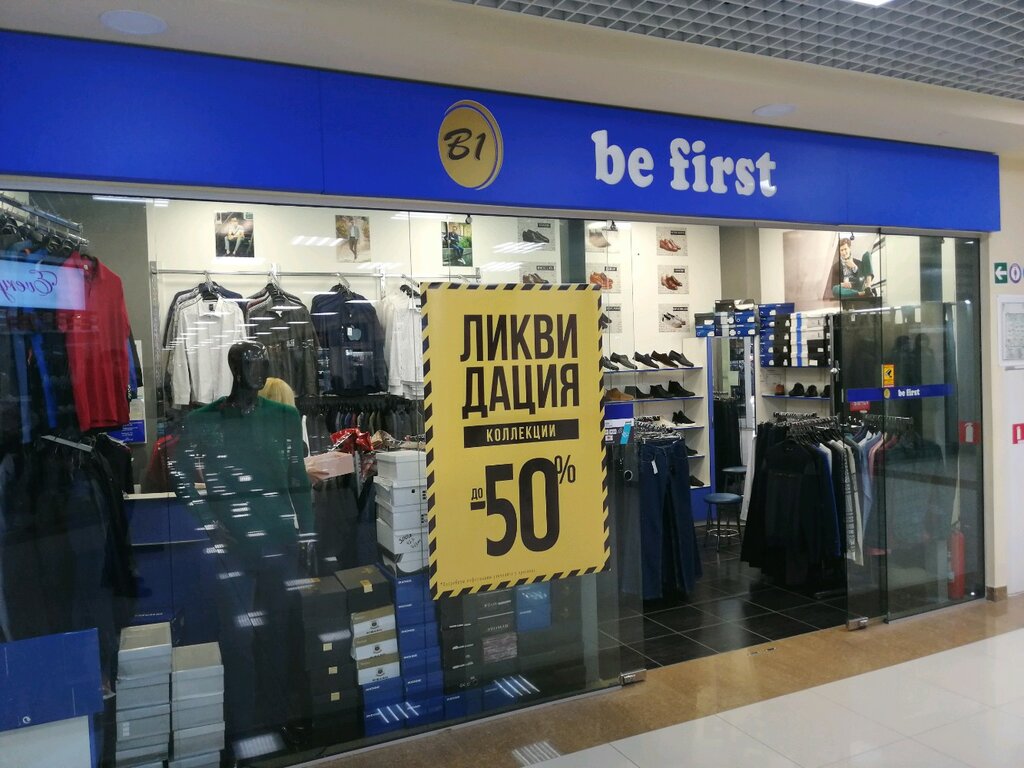 B1
be first
ЛИКВИ
ДАЦИЯ
КОЛЛЕКЦИИ
ДО
-50%
be first